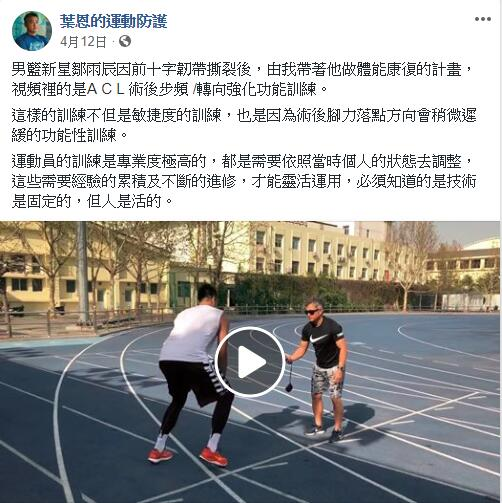 葉恩的運動防護
4月12日
男籃新星鄒雨辰因前十字韌帶撕裂後，由我帶著他做體能康復的計畫，
視頻裡的是ＡＣＬ術後步頻 /轉向強化功能訓練。
這樣的訓練不但是敏捷度的訓練，也是因為術後腳力落點方向會稍微遲
緩的功能性訓練。
運動員的訓練是專業度極高的，都是需要依照當時個人的狀態去調整，
這些需要經驗的累積及不斷的進修，才能靈活運用，必須知道的是技術
是固定的，但人是活的。